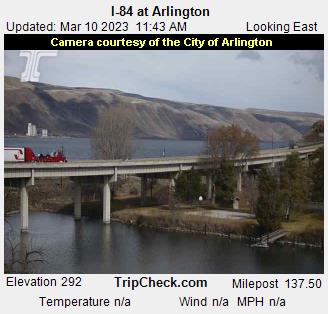 I-84 at Arlington
Updated: Mar 10 2023 11:43 AM Looking East
Camera courtesy of the City of Arlington
Elevation 292 TripCheck.com Milepost 137.50
Temperature n/a Wind n/a MPH n/a